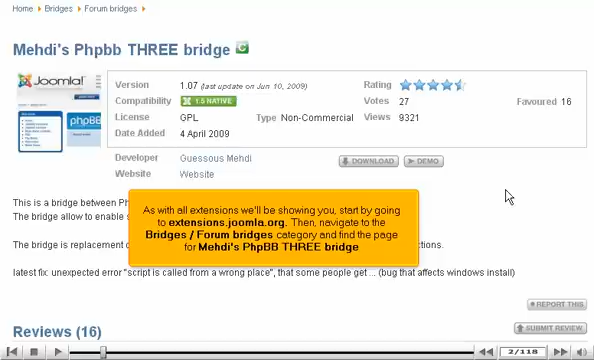 Home ▸ Bridges ▸ Forum bridges ▸
Mehdi's Phpbb THREE bridge C
Joomla!
phpBB
Version 1.07 (last update on Jun 10, 2009) Rating
Compatibility 1.5 NATIVE Votes 27 Favoured 16
License GPL Type Non-Commercial Views 9321
Date Added 4 April 2009
Developer Guessous Mehdi DOWNLOAD DEMO
Website Website
This is a bridge between
The bridge allow to enable
As with all extensions we'll be showing you, start by going
to extensions.joomla.org. Then, navigate to the
Bridges / Forum bridges category and find the page
for Mehdi's PhpBB THREE bridge
The bridge is replacement
latest fix: unexpected error "script is called from a wrong place", that some people get ... (bug that affects windows install)
REPORT THIS
Reviews (16) SUBMIT REVIEW
2/118